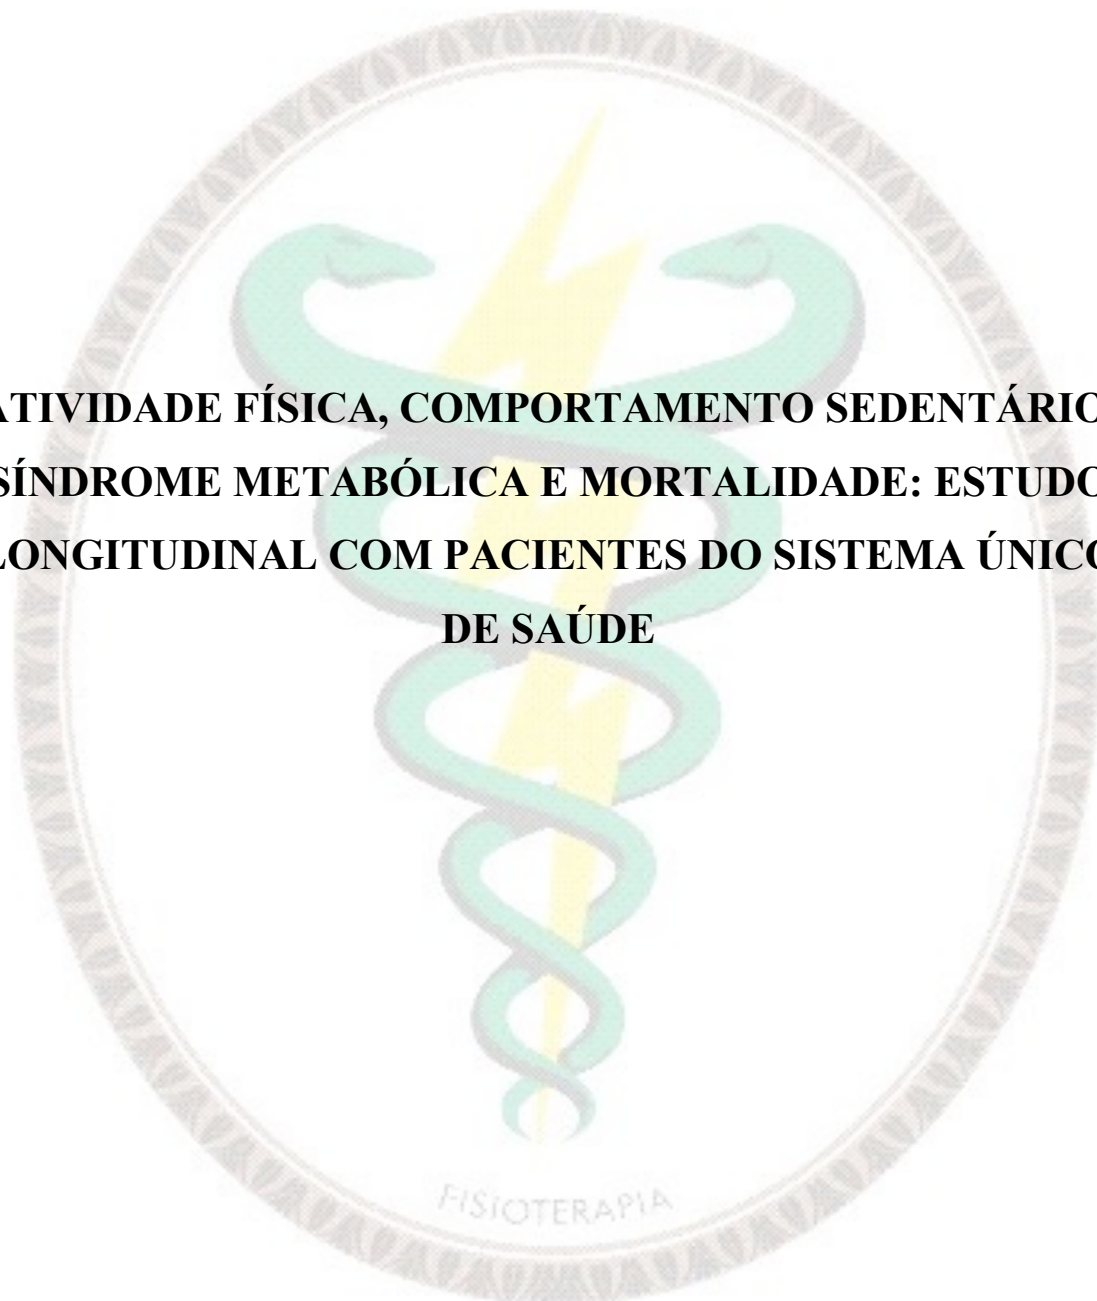 ATIVIDADE FÍSICA, COMPORTAMENTO SEDENTÁRIO,
SÍNDROME METABÓLICA E MORTALIDADE: ESTUDO
LONGITUDINAL COM PACIENTES DO SISTEMA ÚNICO
DE SAÚDE
FISIOTERAPIA